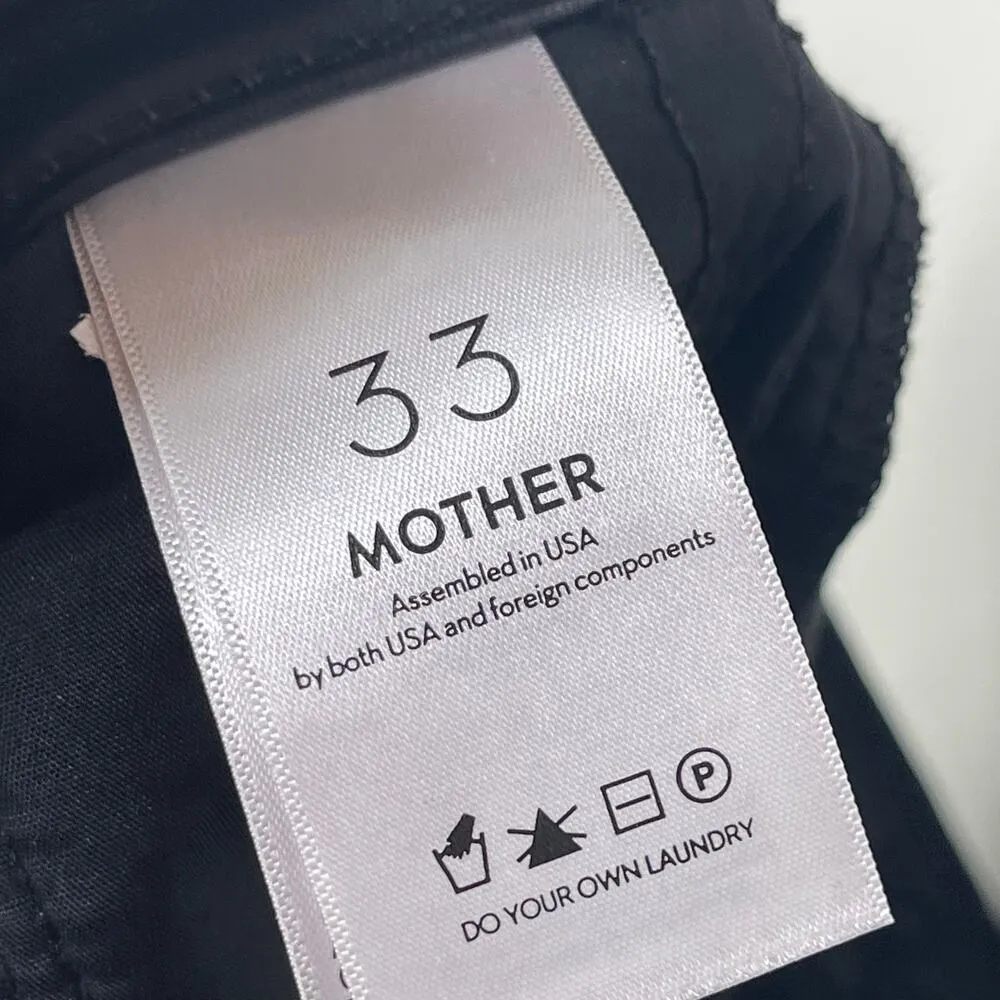 33
MOTHER
Assembled in USA
by both USA and foreign components
P
DO YOUR OWN LAUNDRY